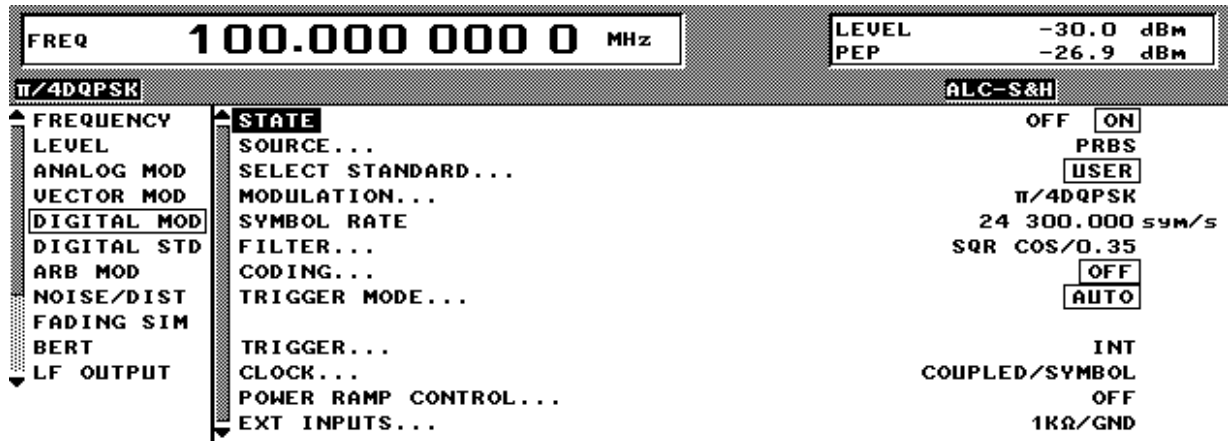 FREQ 100.000 000 0 MHz
LEVEL -30.0 dBm
PEP -26.9 dBm
π/4DQPSK ALC-S&H
FREQUENCY
LEVEL
ANALOG MOD
VECTOR MOD
DIGITAL MOD
DIGITAL STD
ARB MOD
NOISE/DIST
FADING SIM
BERT
LF OUTPUT
STATE OFF ON
SOURCE... PRBS
SELECT STANDARD... USER
MODULATION... π/4DQPSK
SYMBOL RATE 24 300.000 sym/s
FILTER... SQR COS/0.35
CODING... OFF
TRIGGER MODE... AUTO
TRIGGER... INT
CLOCK... COUPLED/SYMBOL
POWER RAMP CONTROL... OFF
EXT INPUTS... 1KΩ/GND